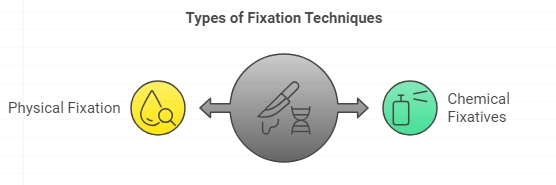 Types of Fixation Techniques
Physical Fixation
Chemical
Fixatives